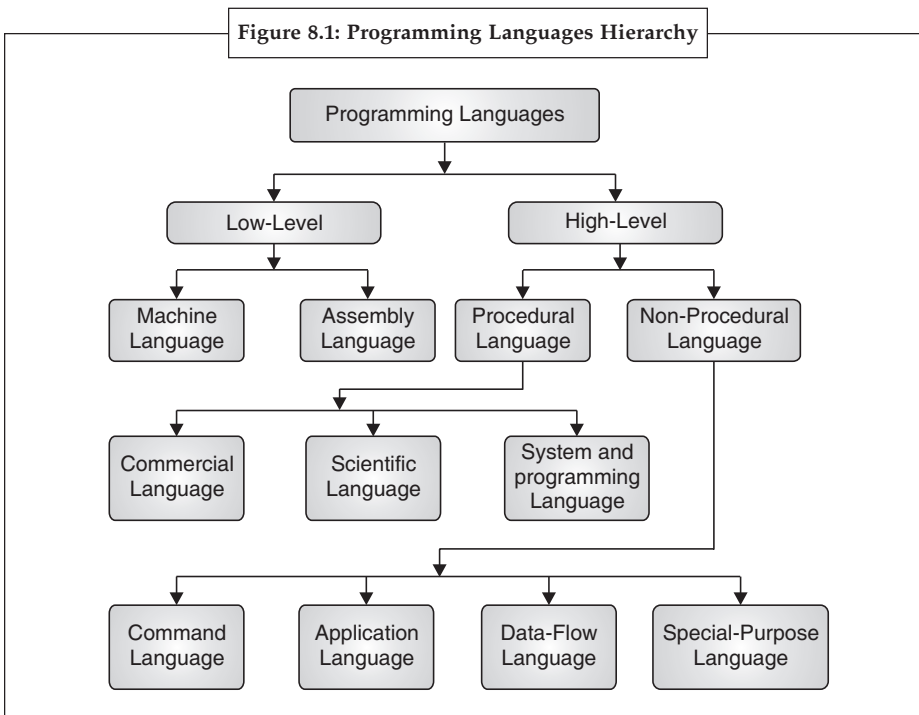 Figure 8.1: Programming Languages Hierarchy
Programming Languages
Low-Level
High-Level
Machine
Language
Assembly
Language
Procedural
Language
Non-Procedural
Language
Commercial
Language
Scientific
Language
System and
programming
Language
Command
Language
Application
Language
Data-Flow
Language
Special-Purpose
Language